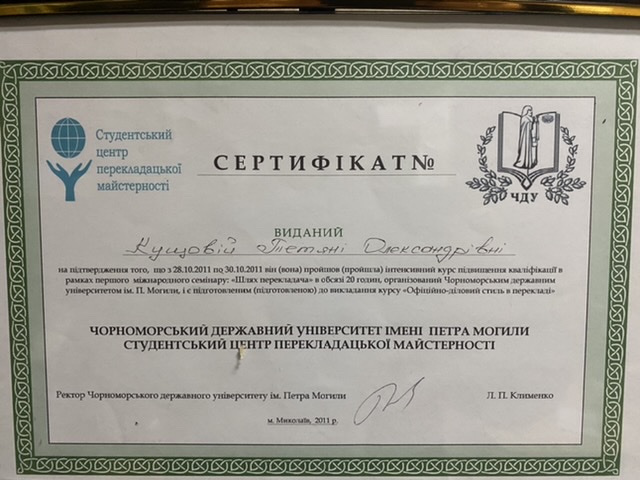 Студентський
центр
перекладацької
майстерності
СЕРТИФІКАТ №
ЧДУ
ВИДАНИЙ
Кущовій Тетяні Олександрівні
на підтвердження того, що з 28.10.2011 по 30.10.2011 він (вона) пройшов (пройшла) інтенсивний курс підвищення кваліфікації в
рамках першого міжнародного семінару: «Шлях перекладача» в обсязі 20 годин, організований Чорноморським державним
університетом ім. П. Могили, і є підготовленим (підготовленою) до викладання курсу «Офіційно-діловий стиль в перекладі»
ЧОРНОМОРСЬКИЙ ДЕРЖАВНИЙ УНІВЕРСИТЕТ ІМЕНІ ПЕТРА МОГИЛИ
СТУДЕНТСЬКИЙ ЦЕНТР ПЕРЕКЛАДАЦЬКОЇ МАЙСТЕРНОСТІ
Ректор Чорноморського державного університету ім. Петра Могили Л. П. Клименко
м. Миколаїв, 2011 р.